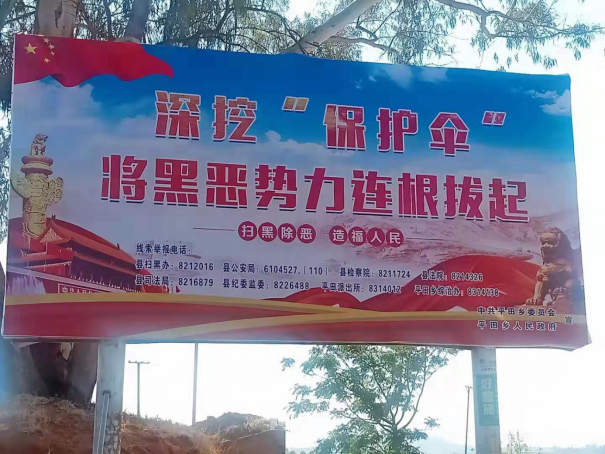 深挖“保护伞”
将黑恶势力连根拔起
扫黑除恶 造福人民
线索举报电话：
县扫黑办：8212016 县公安局：6104527，（110） 县检察院：8211724 县法院：8214326
县司法局：8216879 县纪委监委：8226488 平田派出所：8314012 平田乡综治办：8314138
中共平田乡委员会
平田乡人民政府 宣